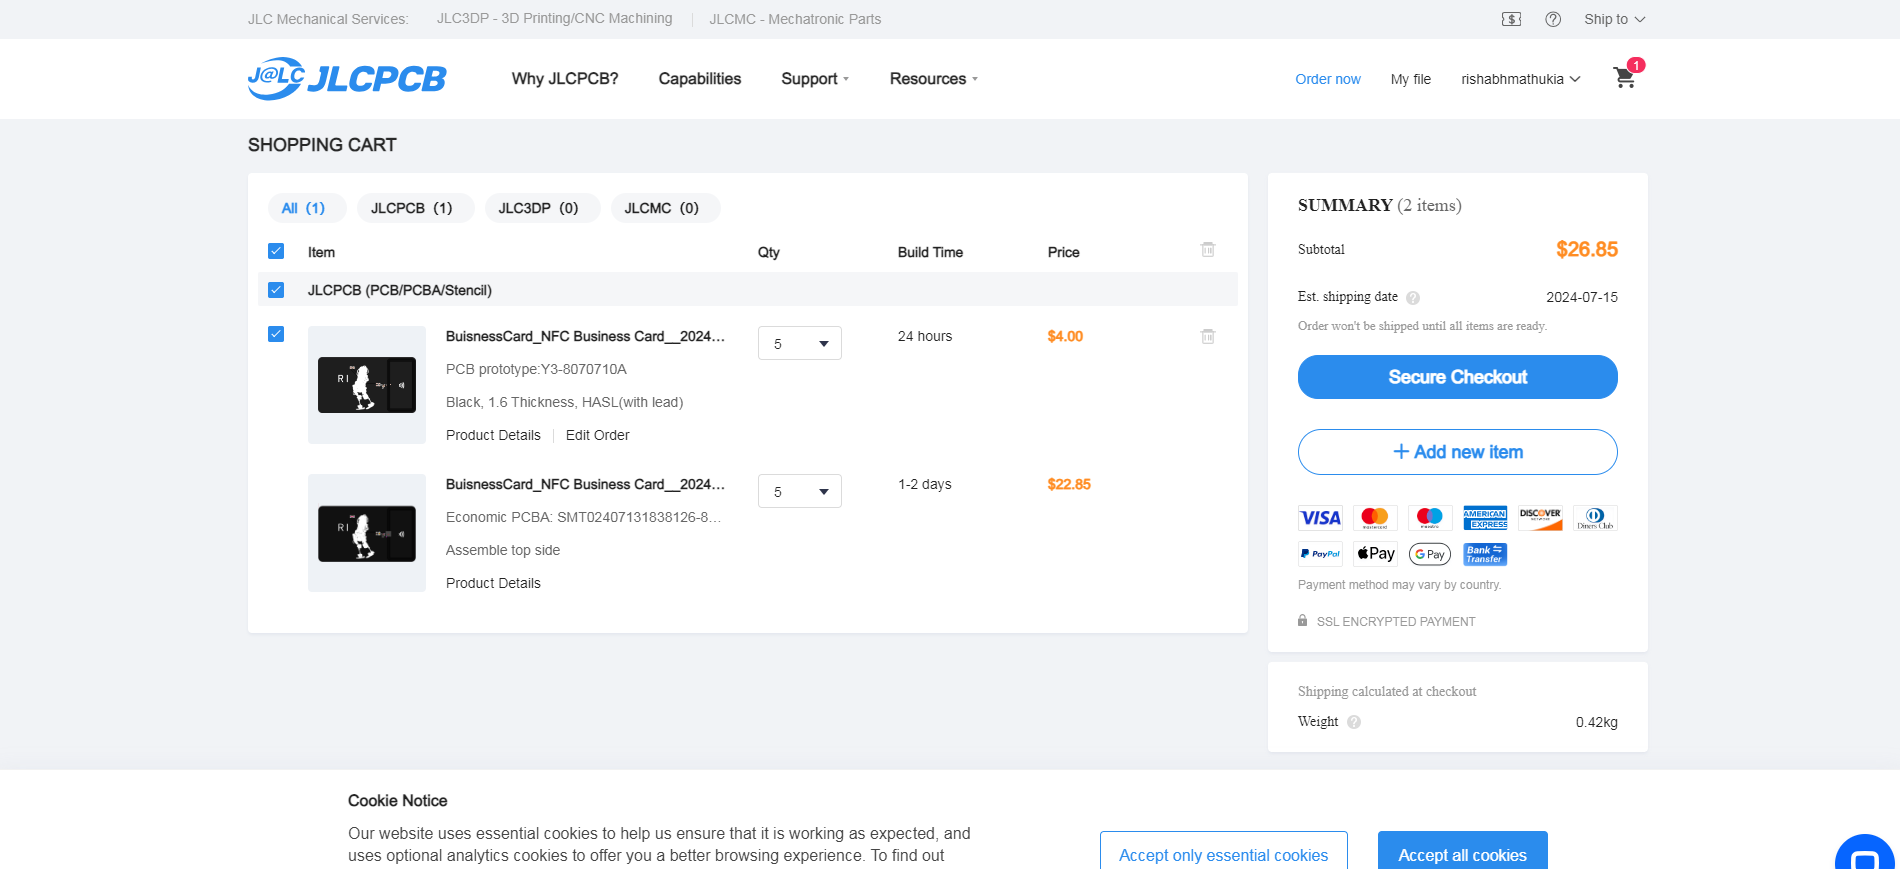 JLC Mechanical Services: JLC3DP - 3D Printing/CNC Machining JLCMC - Mechatronic Parts Ship to
J@LC JLCPCB Why JLCPCB? Capabilities Support Resources Order now My file rishabhmathukia 1
SHOPPING CART
All (1) JLCPCB (1) JLC3DP (0) JLCMC (0)
Item Qty Build Time Price
JLCPCB (PCB/PCBA/Stencil)
BuisnessCard_NFC Business Card__2024... 5 24 hours $4.00
PCB prototype:Y3-8070710A
Black, 1.6 Thickness, HASL(with lead)
Product Details Edit Order
RI
BuisnessCard_NFC Business Card__2024... 5 1-2 days $22.85
Economic PCBA: SMT02407131838126-8...
Assemble top side
Product Details
RI
SUMMARY (2 items)
Subtotal $26.85
Est. shipping date ? 2024-07-15
Order won't be shipped until all items are ready.
Secure Checkout
+ Add new item
VISA mastercard maestro AMERICAN EXPRESS DISCOVER NETWORK Diners Club
PayPal Pay G Pay Bank Transfer
Payment method may vary by country.
SSL ENCRYPTED PAYMENT
Shipping calculated at checkout
Weight ? 0.42kg
Cookie Notice
Our website uses essential cookies to help us ensure that it is working as expected, and
uses optional analytics cookies to offer you a better browsing experience. To find out
Accept only essential cookies Accept all cookies